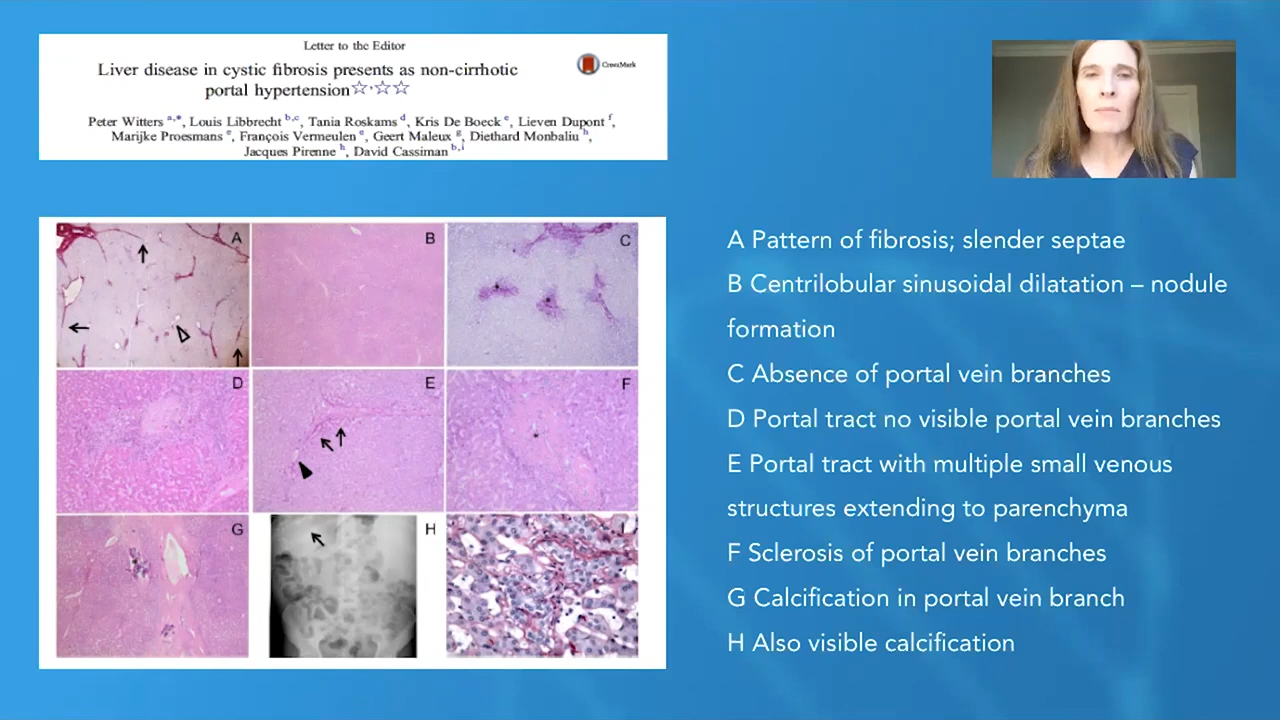 Letter to the Editor
Liver disease in cystic fibrosis presents as non-cirrhotic
portal hypertension☆,☆☆
CrossMark
Peter Witters a,*, Louis Libbrecht b,c, Tania Roskams d, Kris De Boeck e, Lieven Dupont f,
Marijke Proesmans e, François Vermeulen e, Geert Maleux g, Diethard Monbaliu h,
Jacques Pirenne h, David Cassiman b,i
A
B
C
D
E
F
G
H
I
A Pattern of fibrosis; slender septae
B Centrilobular sinusoidal dilatation – nodule
formation
C Absence of portal vein branches
D Portal tract no visible portal vein branches
E Portal tract with multiple small venous
structures extending to parenchyma
F Sclerosis of portal vein branches
G Calcification in portal vein branch
H Also visible calcification